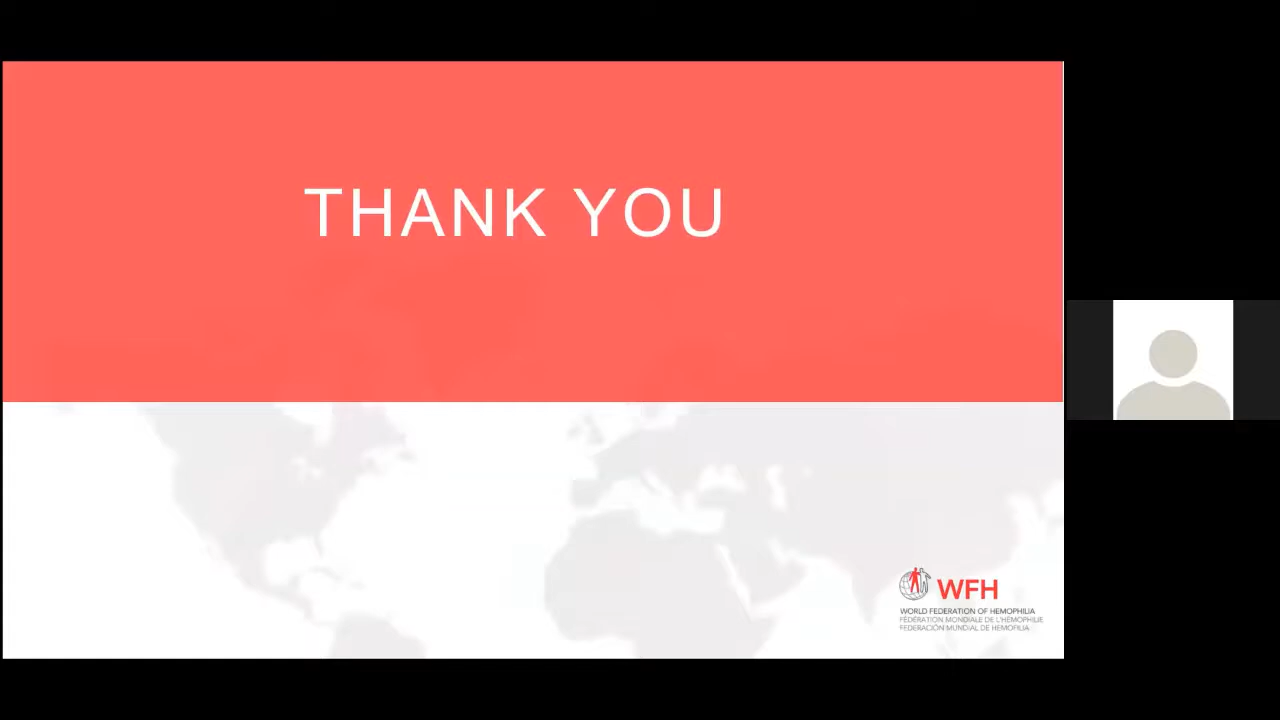 THANK YOU
WFH
WORLD FEDERATION OF HEMOPHILIA
FÉDÉRATION MONDIALE DE L'HÉMOPHILIE
FEDERACIÓN MUNDIAL DE HEMOFILIA